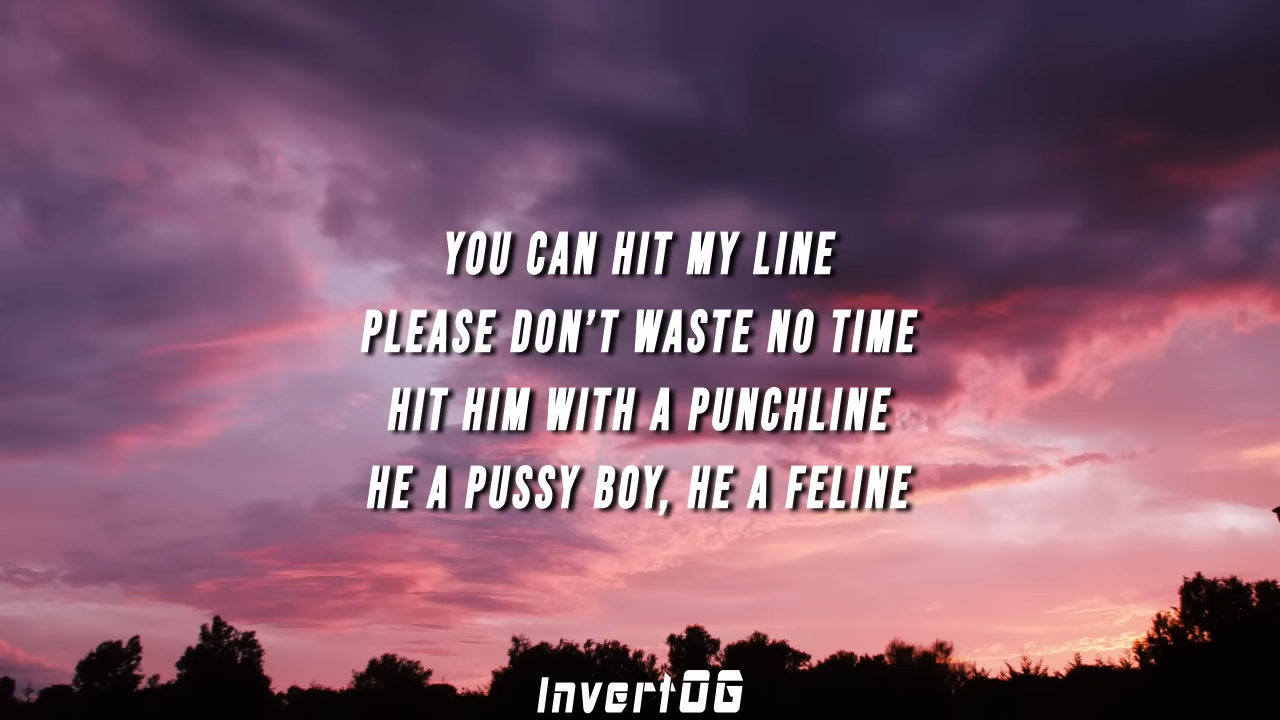 YOU CAN HIT MY LINE
PLEASE DON'T WASTE NO TIME
HIT HIM WITH A PUNCHLINE
HE A PUSSY BOY, HE A FELINE
InvertOG